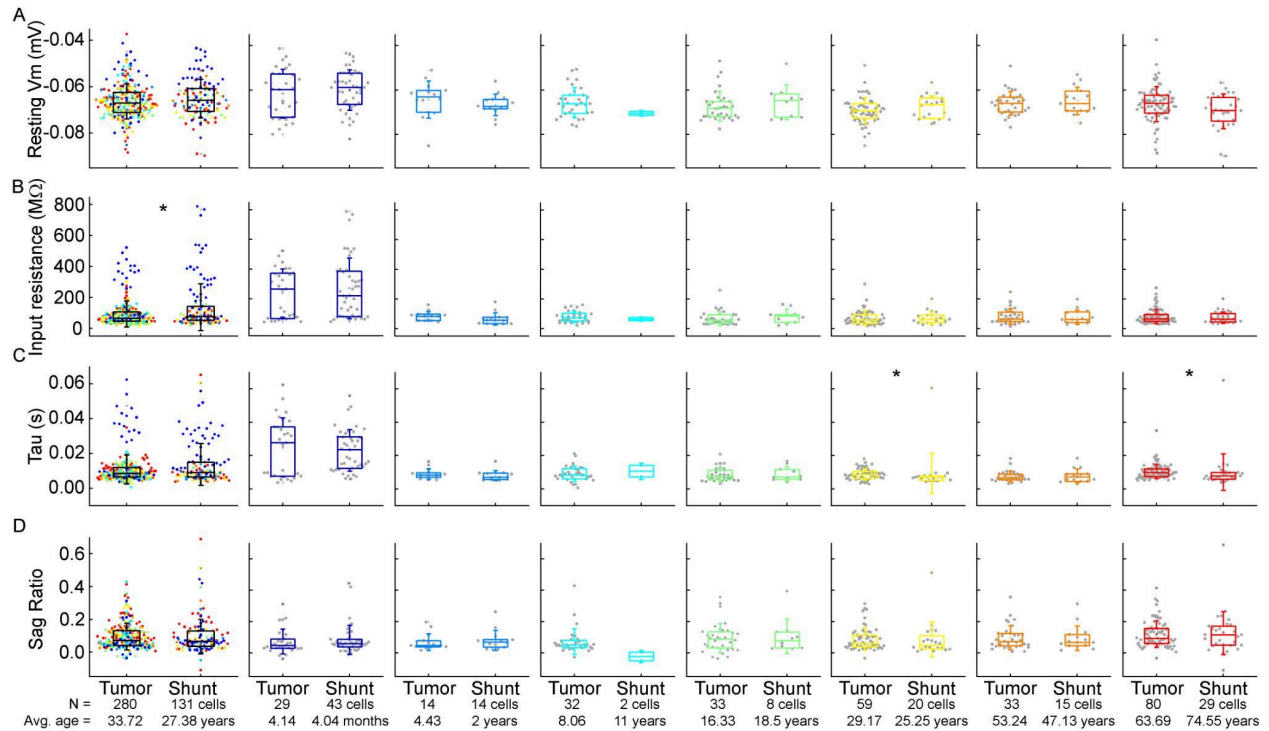 A
Resting Vm (mV)
-0.04
-0.06
-0.08
B
Input resistance (MΩ)
800
600
400
200
0
*
C
Tau (s)
0.06
0.04
0.02
0.00
* *
D
Sag Ratio
0.6
0.4
0.2
0.0
Tumor Shunt Tumor Shunt Tumor Shunt Tumor Shunt Tumor Shunt Tumor Shunt Tumor Shunt Tumor Shunt
N = 280 131 cells 29 43 cells 14 14 cells 32 2 cells 33 8 cells 59 20 cells 33 15 cells 80 29 cells
Avg. age = 33.72 27.38 years 4.14 4.04 months 4.43 2 years 8.06 11 years 16.33 18.5 years 29.17 25.25 years 53.24 47.13 years 63.69 74.55 years